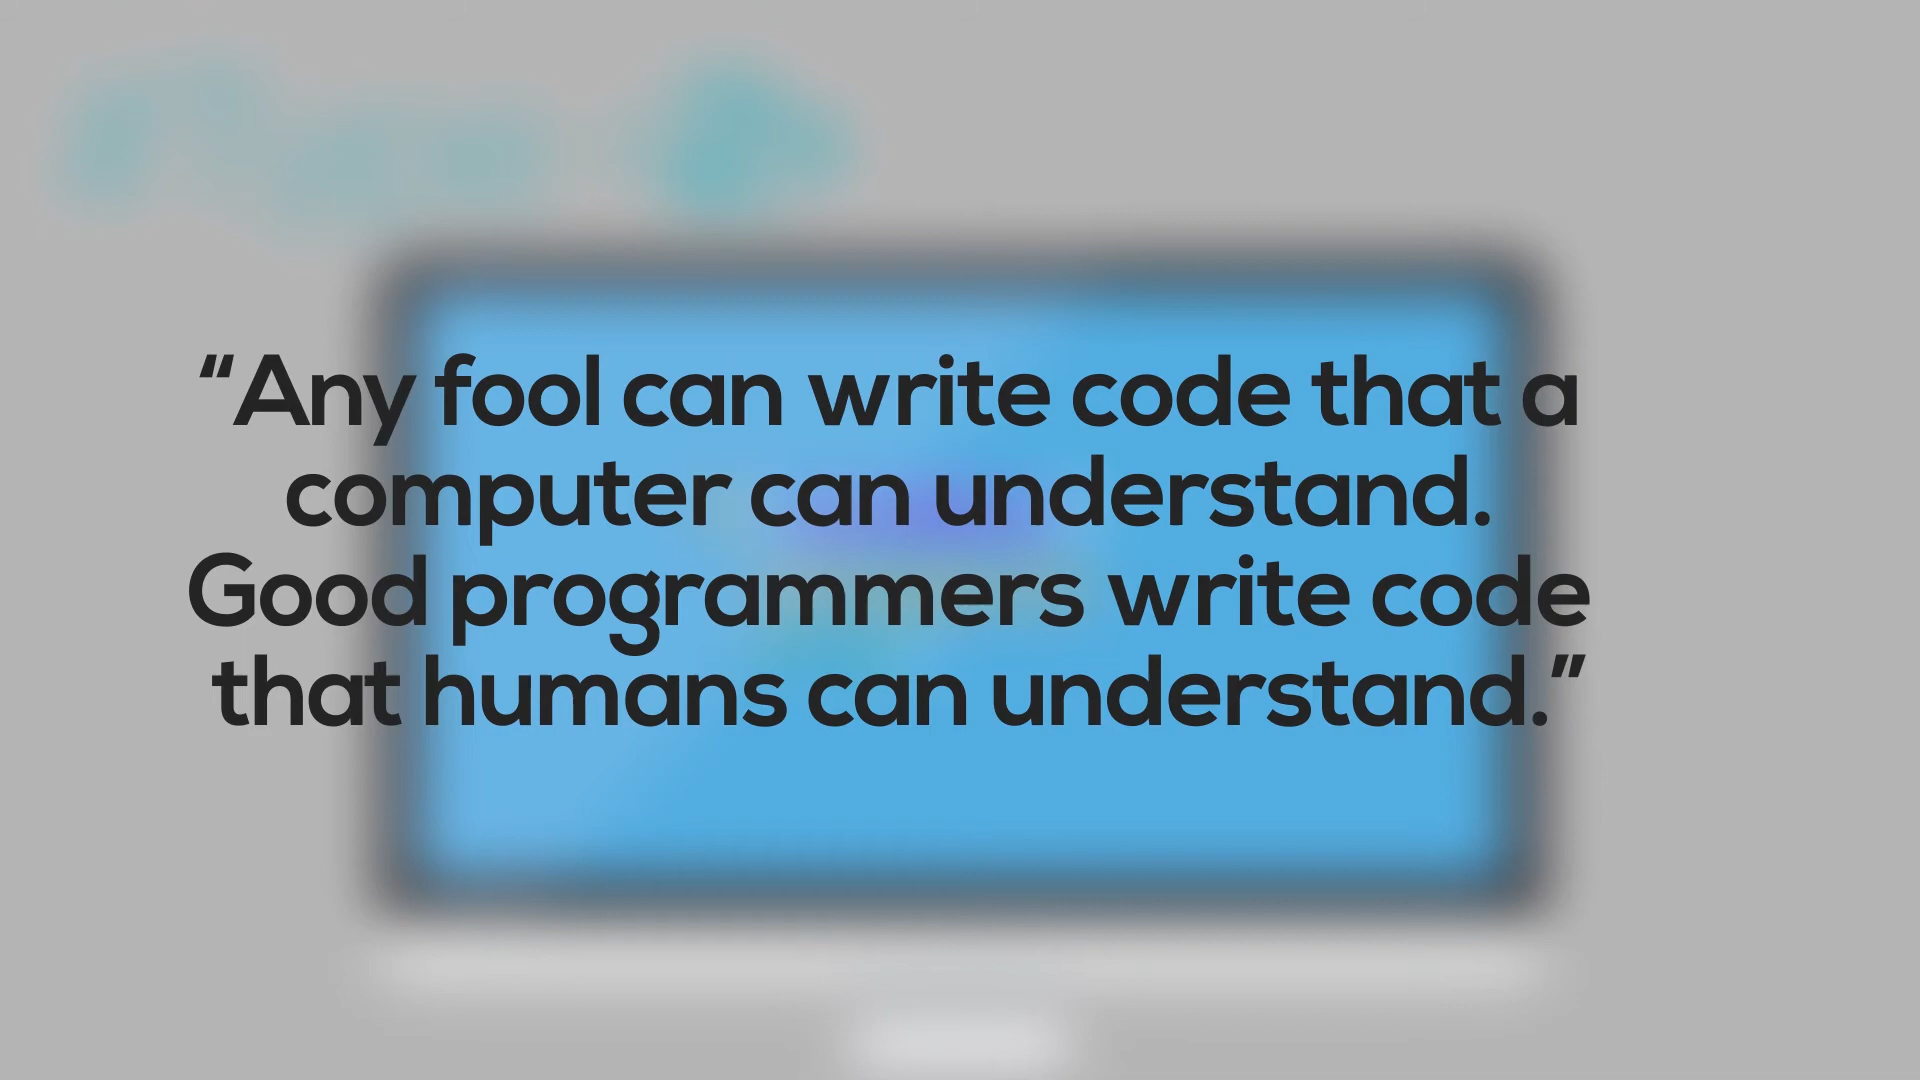 “Any fool can write code that a
computer can understand.
Good programmers write code
that humans can understand.”